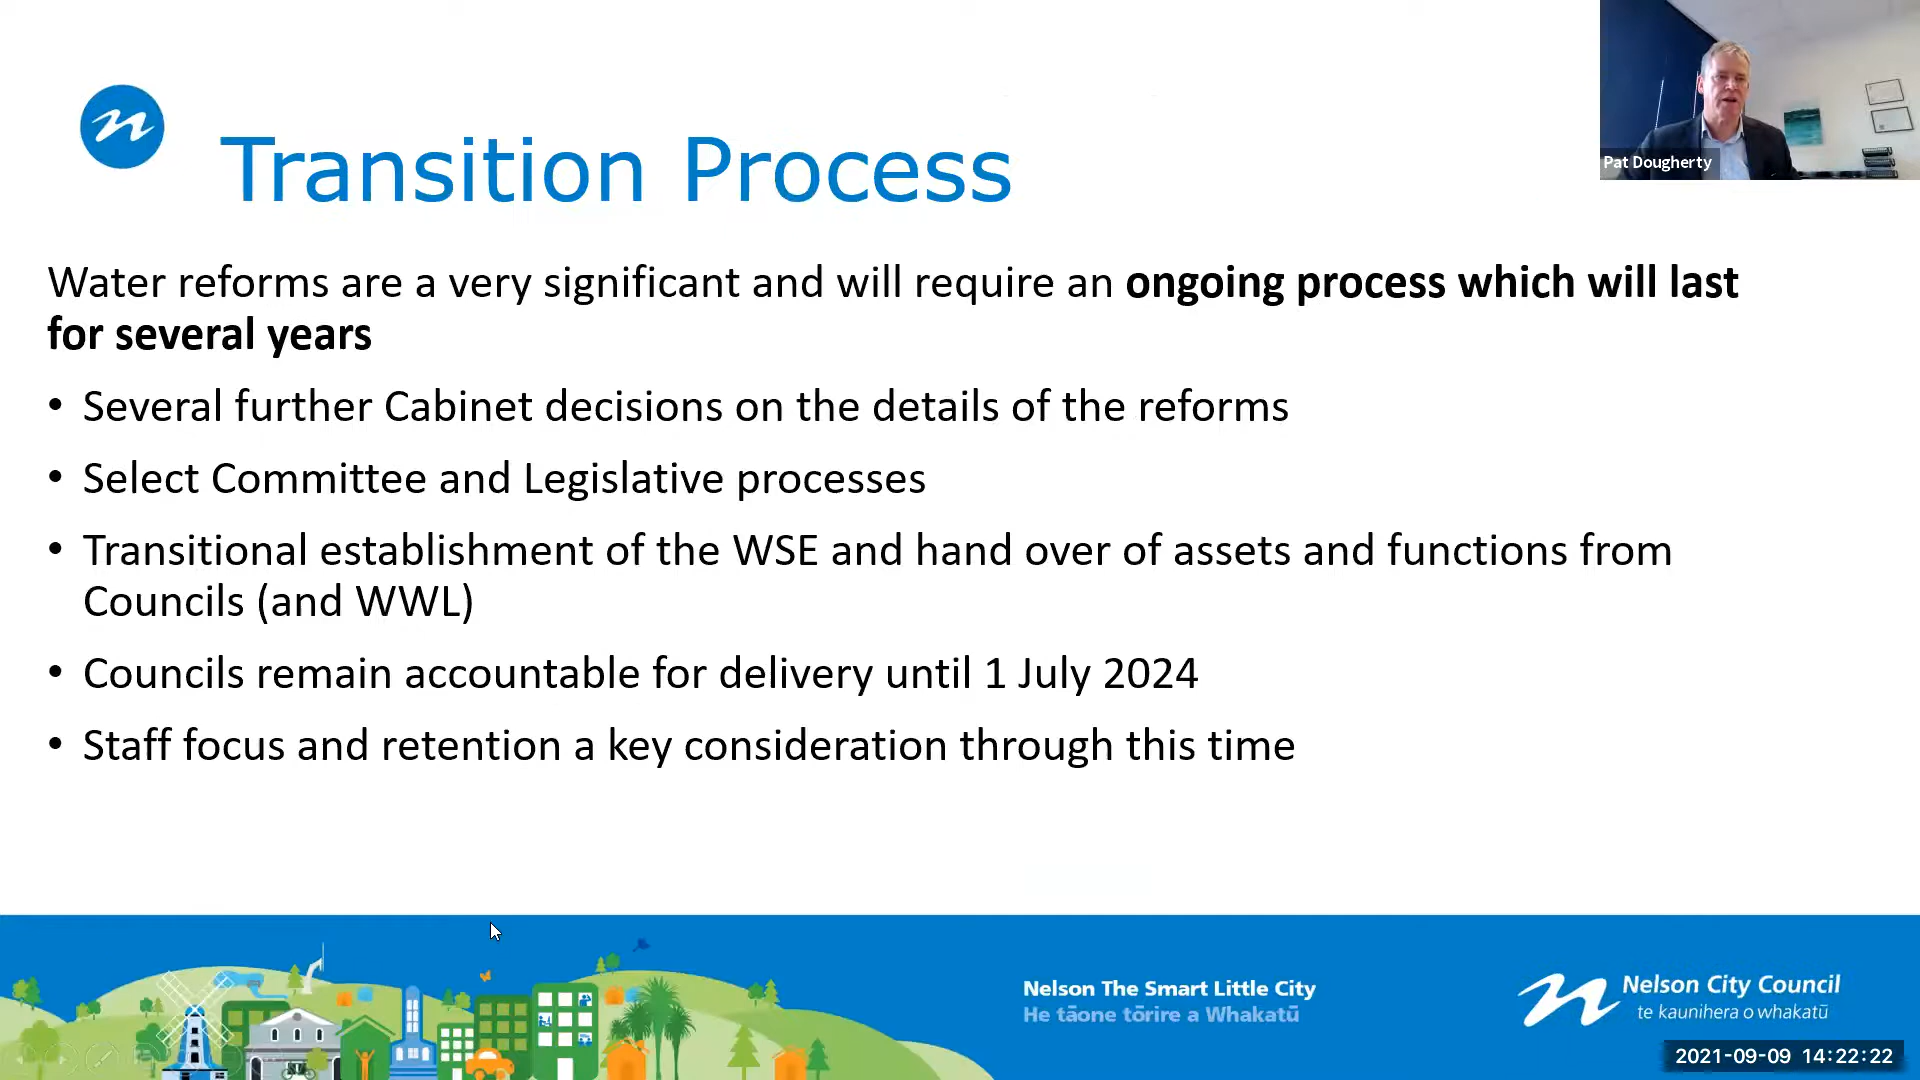 Transition Process
Pat Dougherty
Water reforms are a very significant and will require an ongoing process which will last
for several years
• Several further Cabinet decisions on the details of the reforms
• Select Committee and Legislative processes
• Transitional establishment of the WSE and hand over of assets and functions from
Councils (and WWL)
• Councils remain accountable for delivery until 1 July 2024
• Staff focus and retention a key consideration through this time
Nelson The Smart Little City
He tāone tōrire a Whakatū
Nelson City Council
te kaunihera o whakatū
2021-09-09 14:22:22